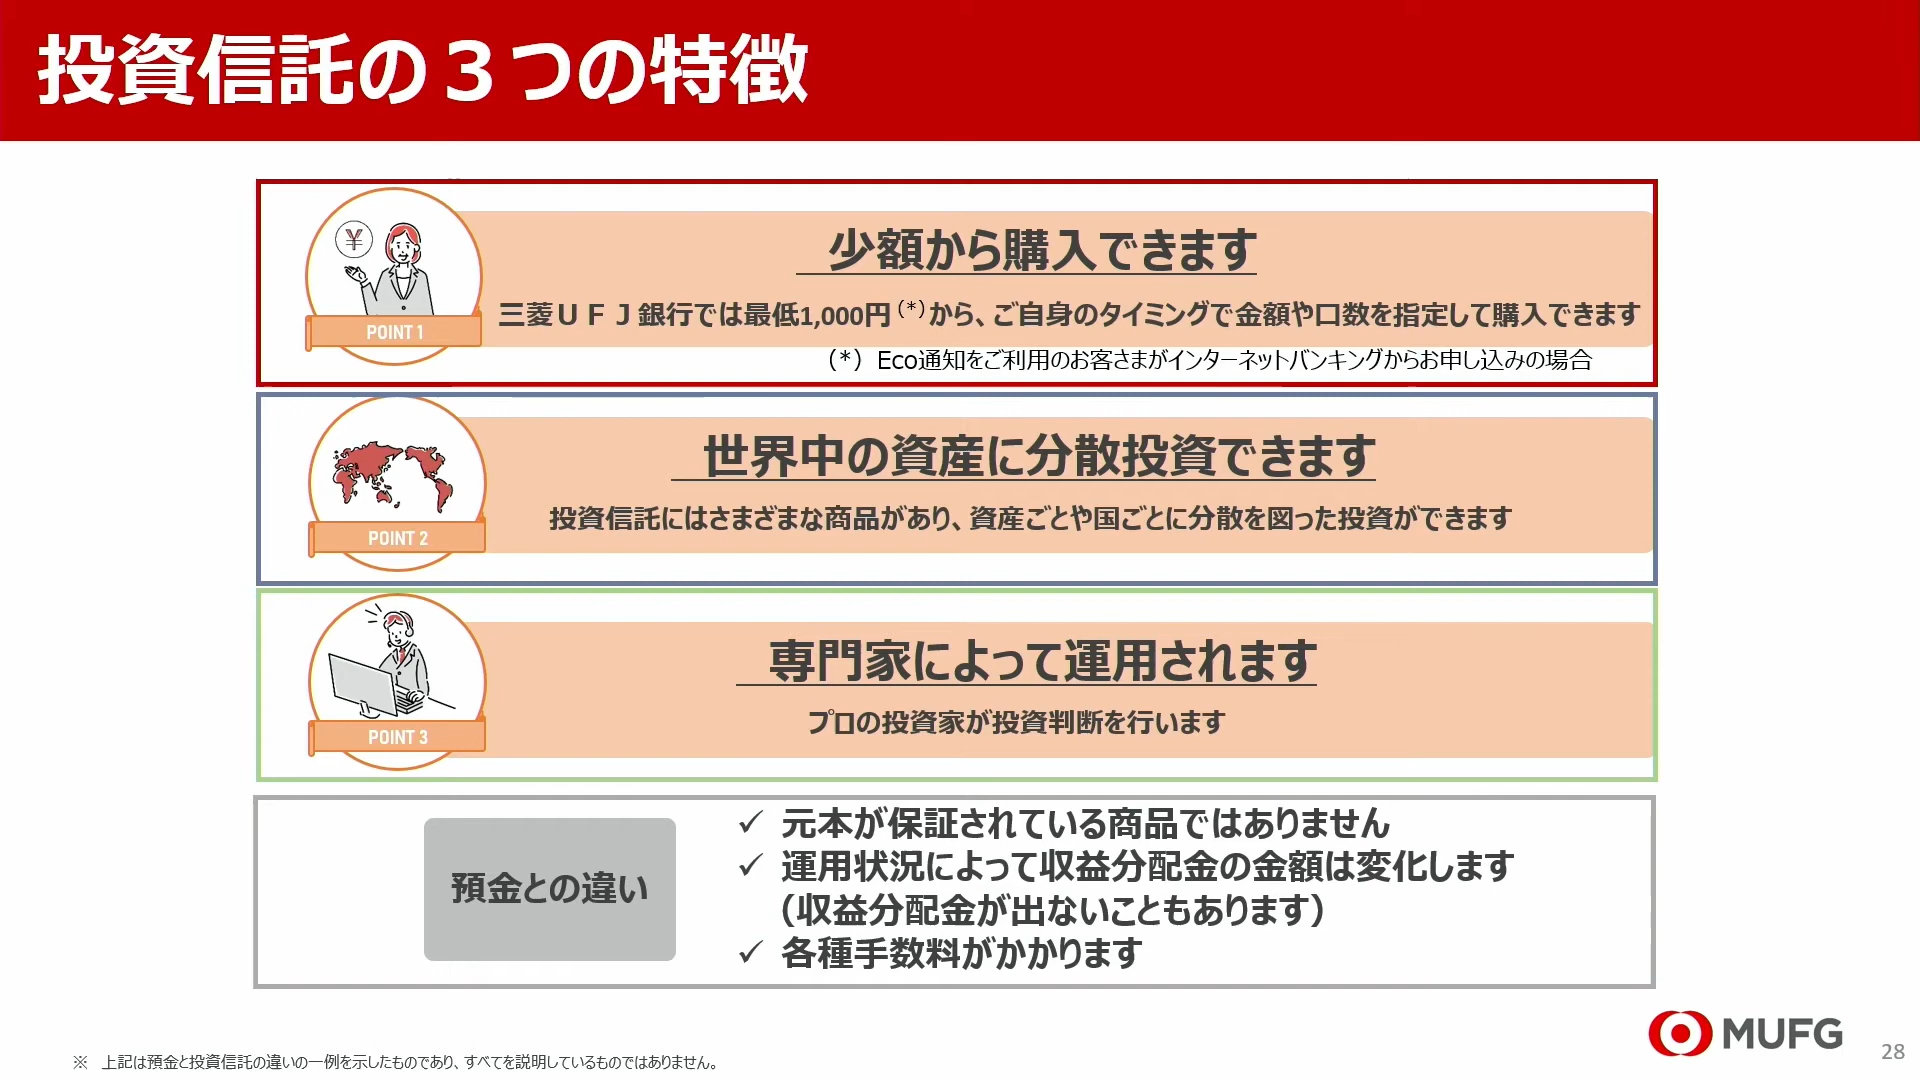 投資信託の３つの特徴
¥
POINT 1
少額から購入できます
三菱ＵＦＪ銀行では最低1,000円（*）から、ご自身のタイミングで金額や口数を指定して購入できます
（*）Eco通知をご利用のお客さまがインターネットバンキングからお申し込みの場合
POINT 2
世界中の資産に分散投資できます
投資信託にはさまざまな商品があり、資産ごとや国ごとに分散を図った投資ができます
POINT 3
専門家によって運用されます
プロの投資家が投資判断を行います
預金との違い
✓ 元本が保証されている商品ではありません
✓ 運用状況によって収益分配金の金額は変化します
（収益分配金が出ないこともあります）
✓ 各種手数料がかかります
MUFG
※　上記は預金と投資信託の違いの一例を示したものであり、すべてを説明しているものではありません。
28